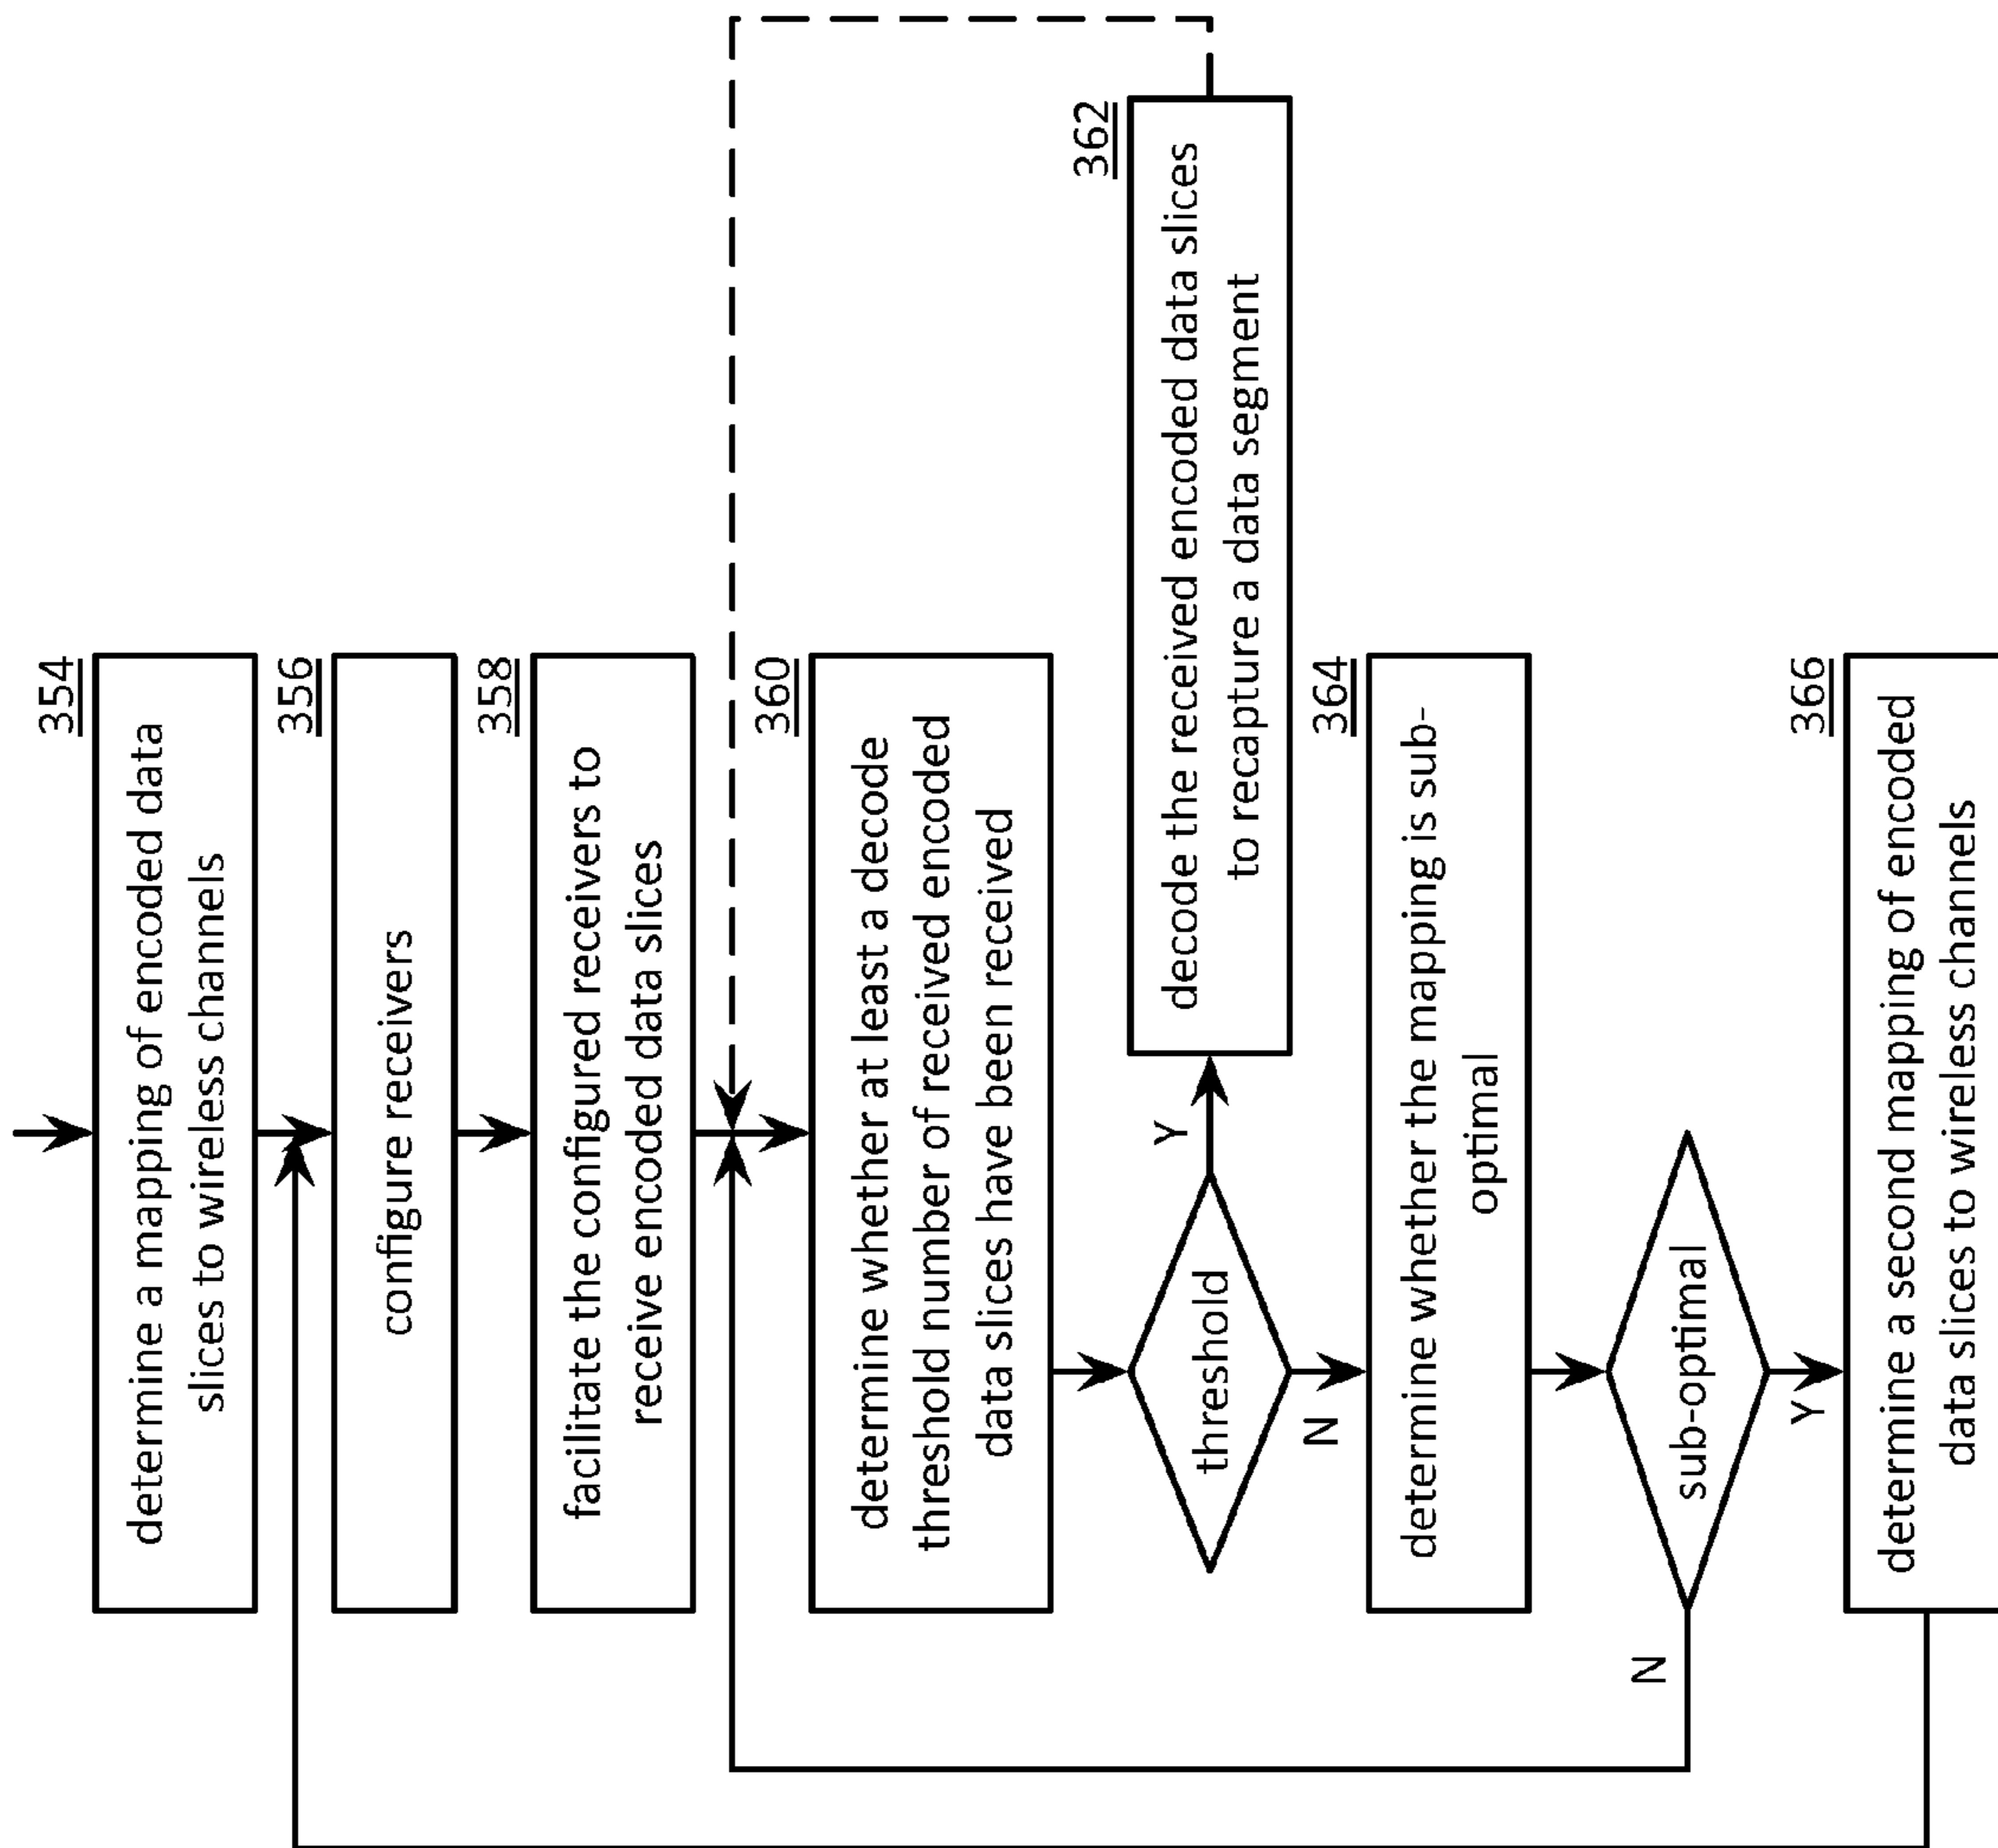 354
determine a mapping of encoded data
slices to wireless channels
356
configure receivers
358
facilitate the configured receivers to
receive encoded data slices
360
determine whether at least a decode
threshold number of received encoded
data slices have been received
threshold
Y
N
362
decode the received encoded data slices
to recapture a data segment
364
determine whether the mapping is sub-
optimal
sub-optimal
N
Y
366
determine a second mapping of encoded
data slices to wireless channels